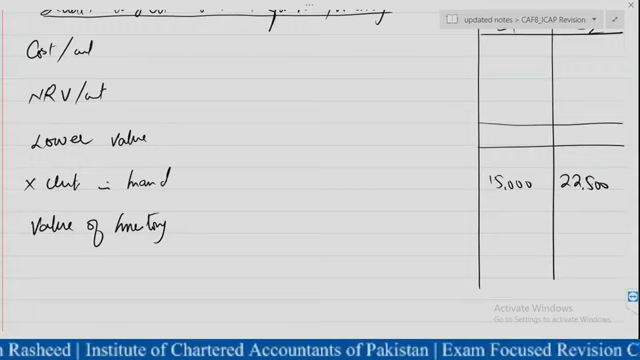 updated notes > CAF8_ICAP Revision
Cost/unit
NRV/unit
Lower value
x Unit in hand
15,000 22,500
Value of Inventory
Activate Windows
Go to Settings to activate Windows.
Rasheed | Institute of Chartered Accountants of Pakistan | Exam Focused Revision C